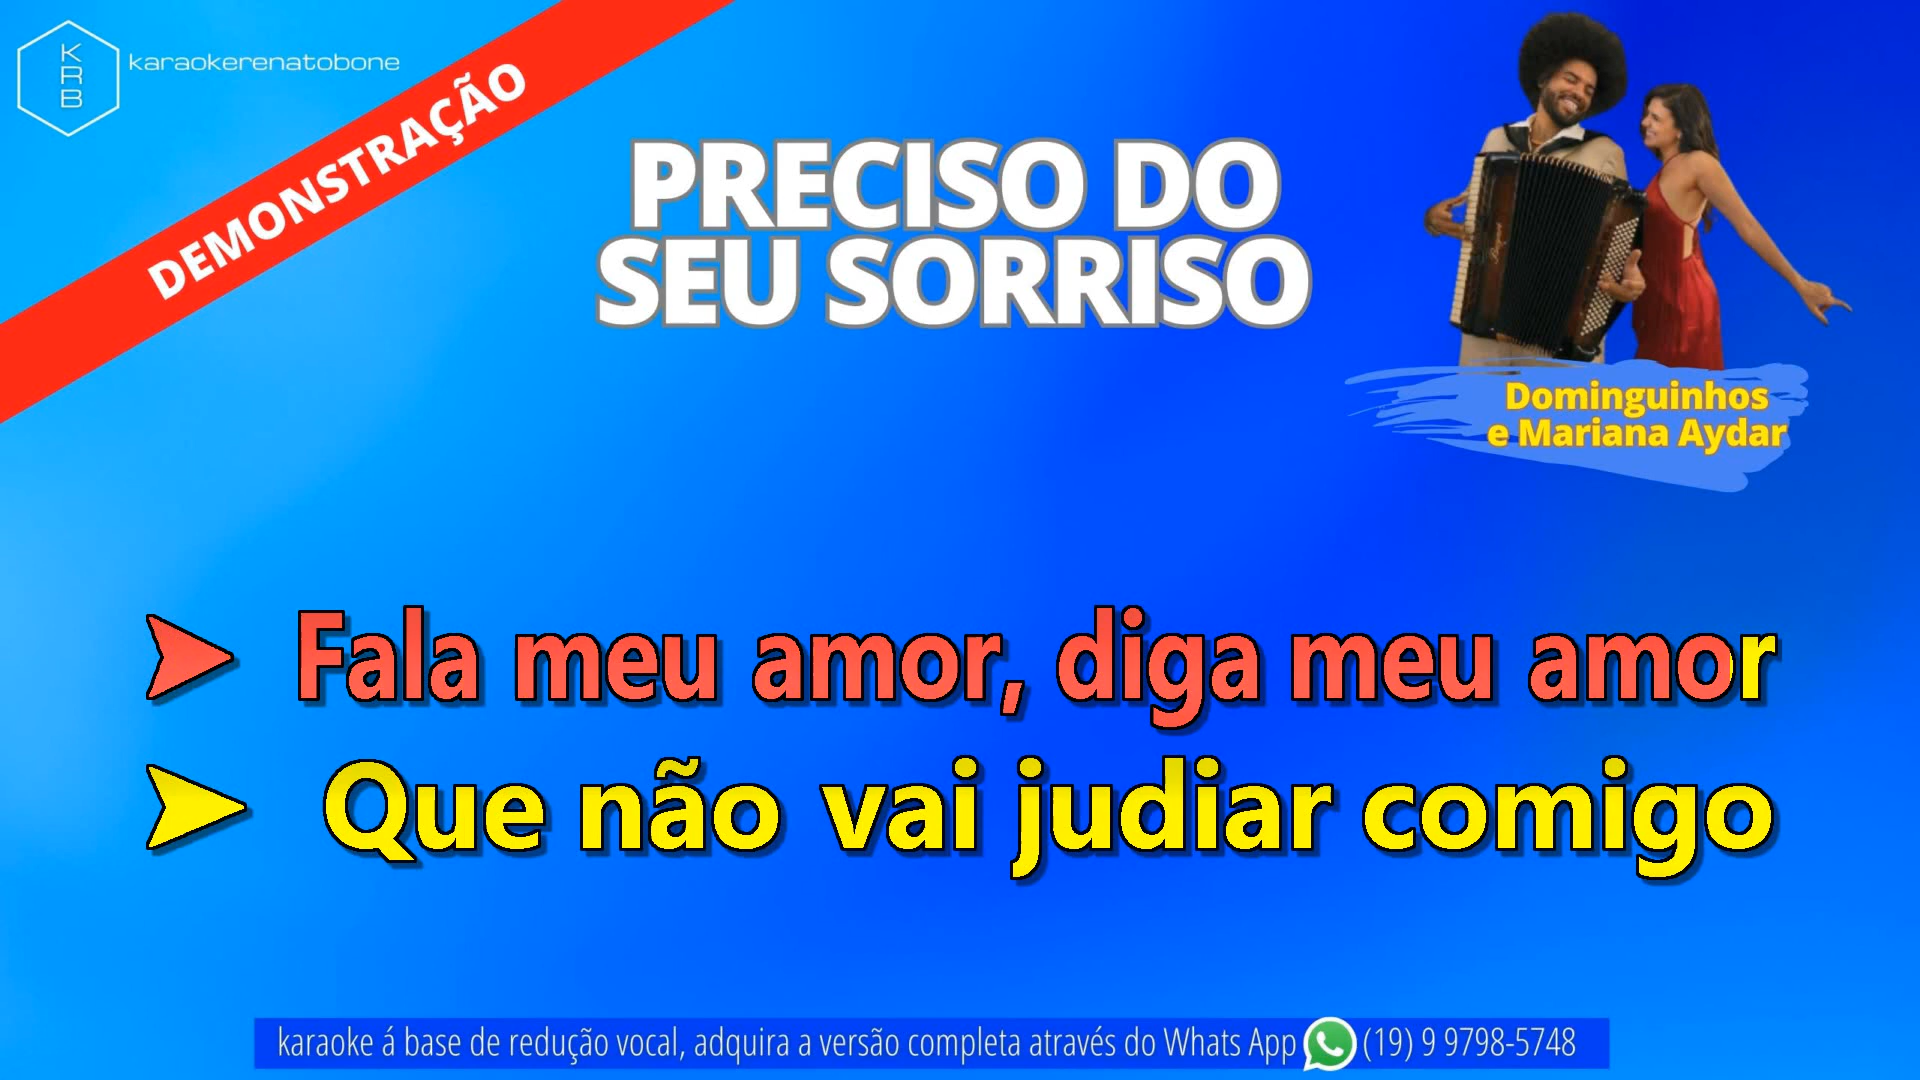 KRB
karaokerenatobone
DEMONSTRAÇÃO
PRECISO DO
SEU SORRISO
Dominguinhos
e Mariana Aydar
➤ Fala meu amor, diga meu amor
➤ Que não vai judiar comigo
karaoke á base de redução vocal, adquira a versão completa através do Whats App (19) 9 9798-5748